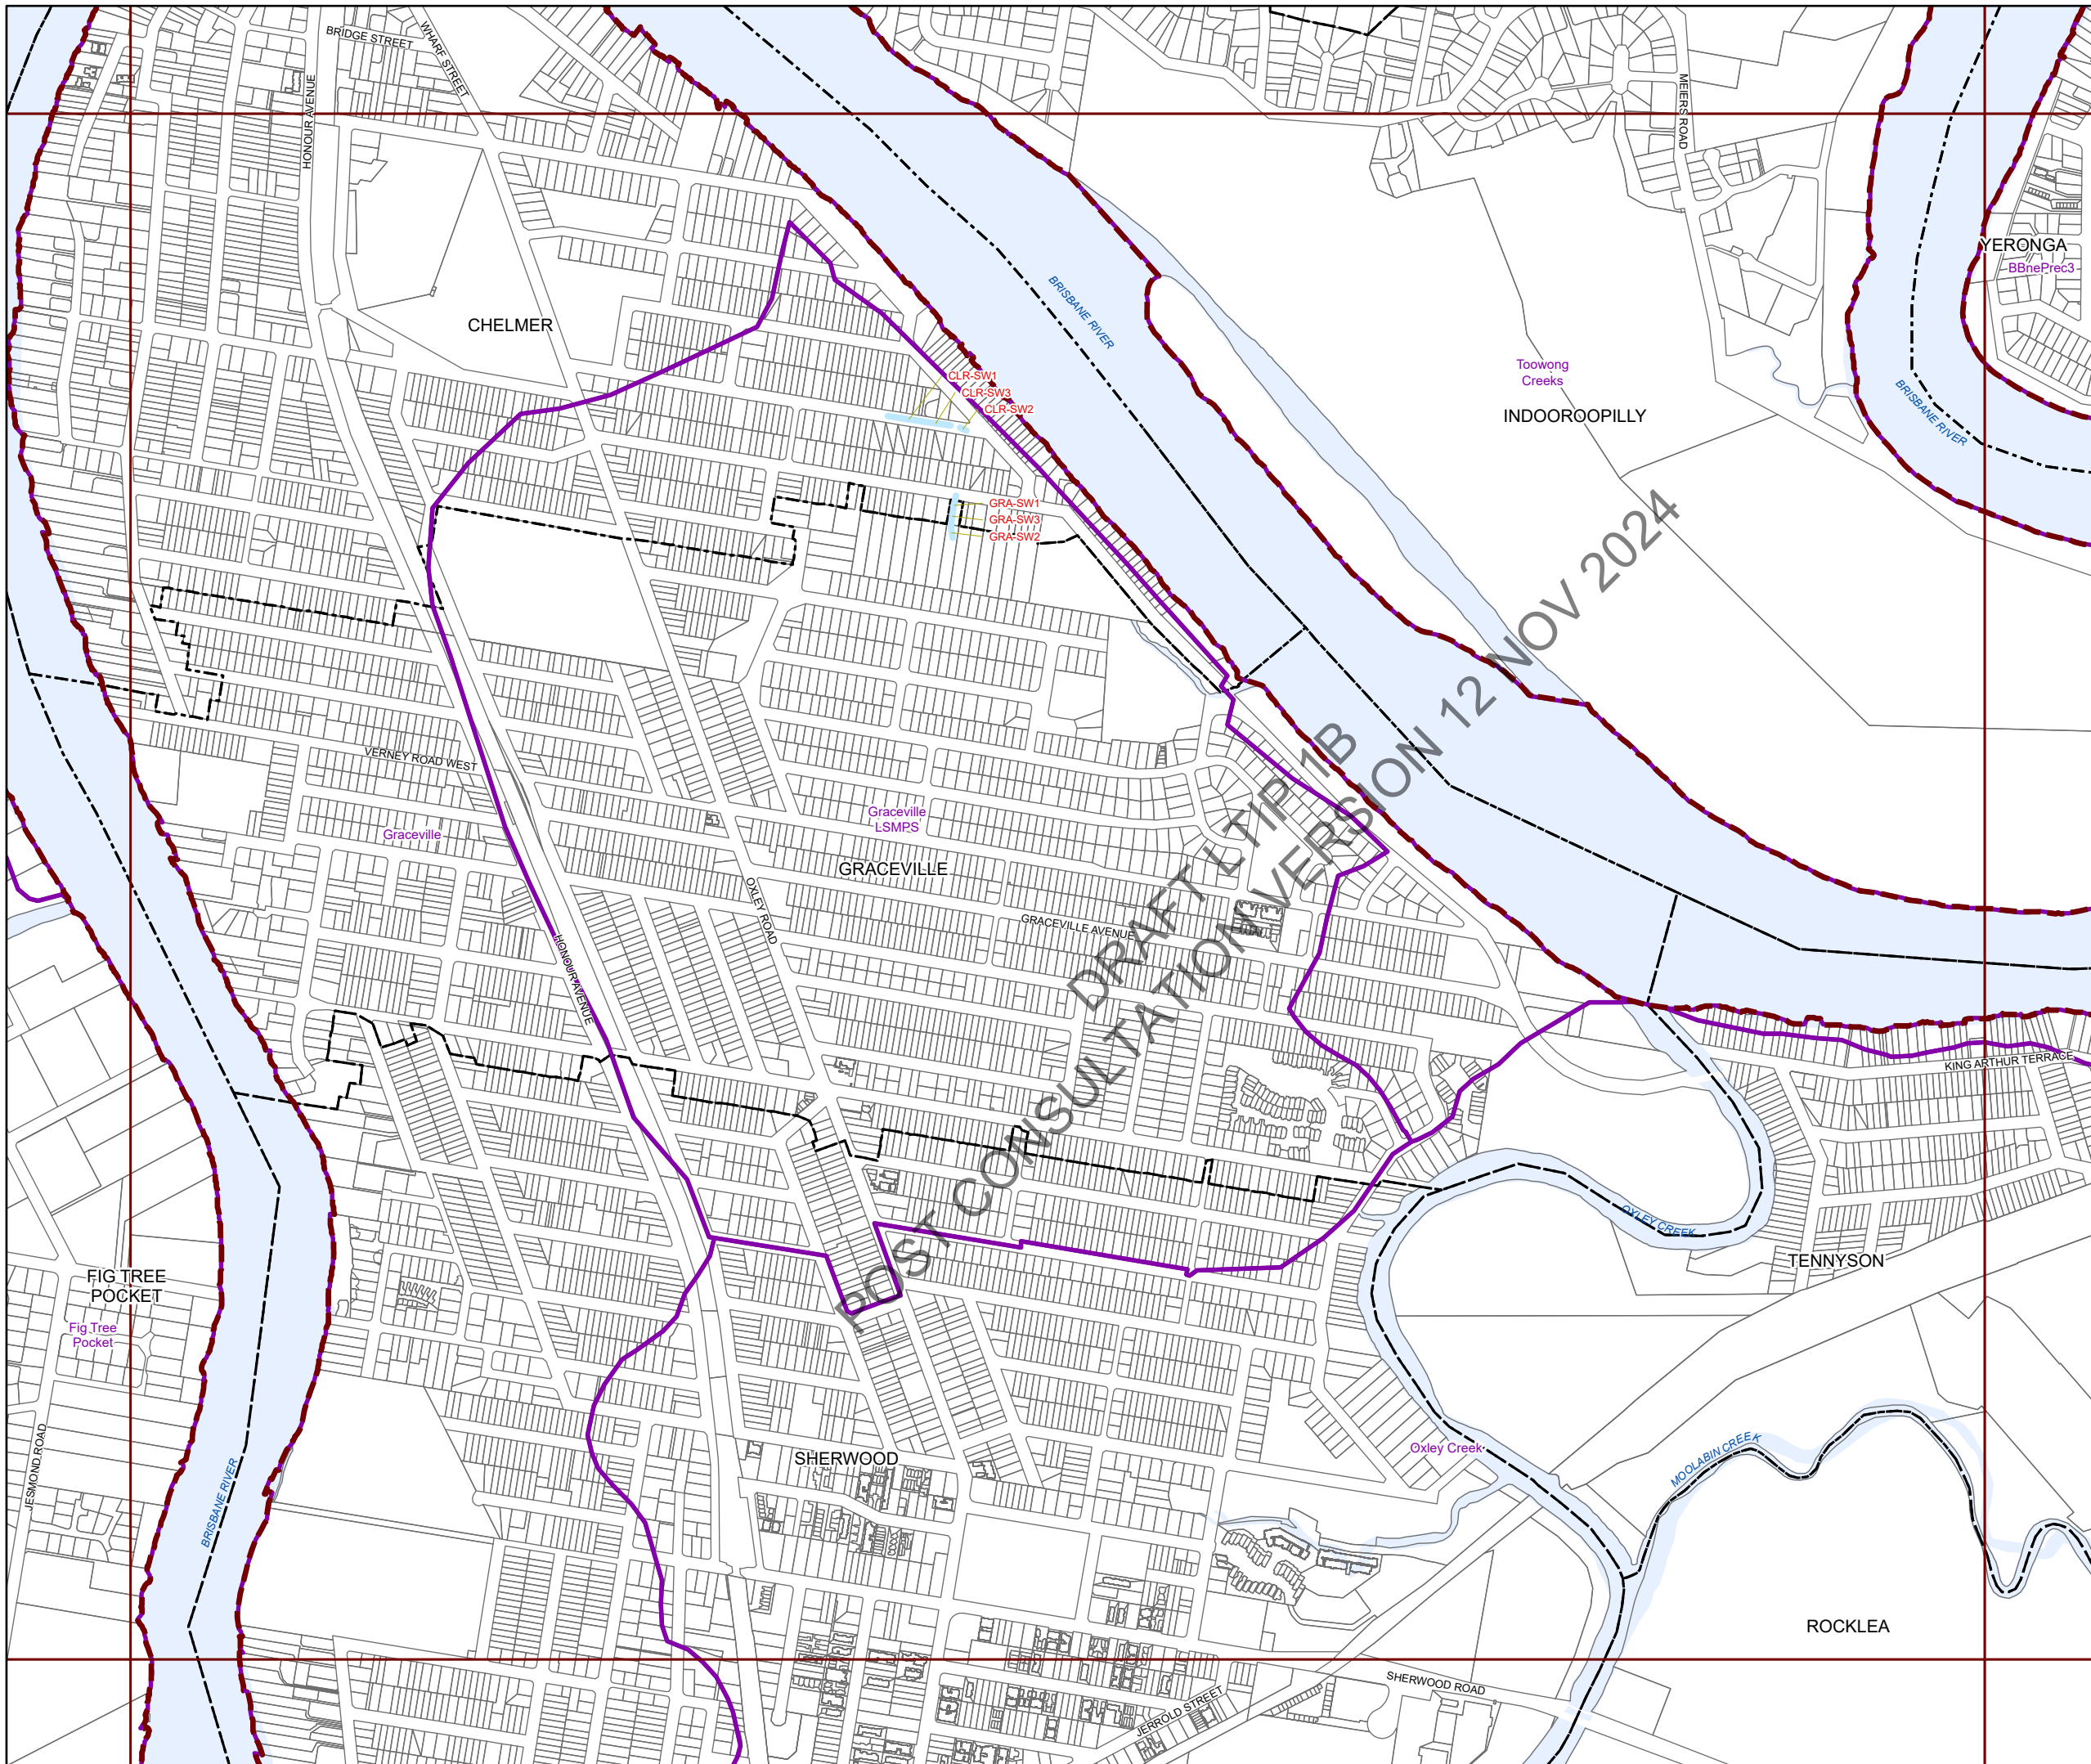 BRIDGE STREET
WHARF STREET
HONOUR AVENUE
MEIERS ROAD
YERONGA
BBnePrec3
BRISBANE RIVER
CHELMER
Toowong
Creeks
INDOOROOPILLY
BRISBANE RIVER
CLR-SW1
CLR-SW3
CLR-SW2
GRA-SW1
GRA-SW3
GRA-SW2
VERNEY ROAD WEST
Graceville
Graceville
LSMPS
GRACEVILLE
OXLEY ROAD
GRACEVILLE AVENUE
HONOUR AVENUE
DRAFT LTIP 1B
POST CONSULTATION VERSION 12 NOV 2024
KING ARTHUR TERRACE
OXLEY CREEK
TENNYSON
FIG TREE
POCKET
Fig Tree
Pocket
JESMOND ROAD
BRISBANE RIVER
SHERWOOD
Oxley Creek
MOOLABIN CREEK
ROCKLEA
SHERWOOD ROAD
JERROLD STREET